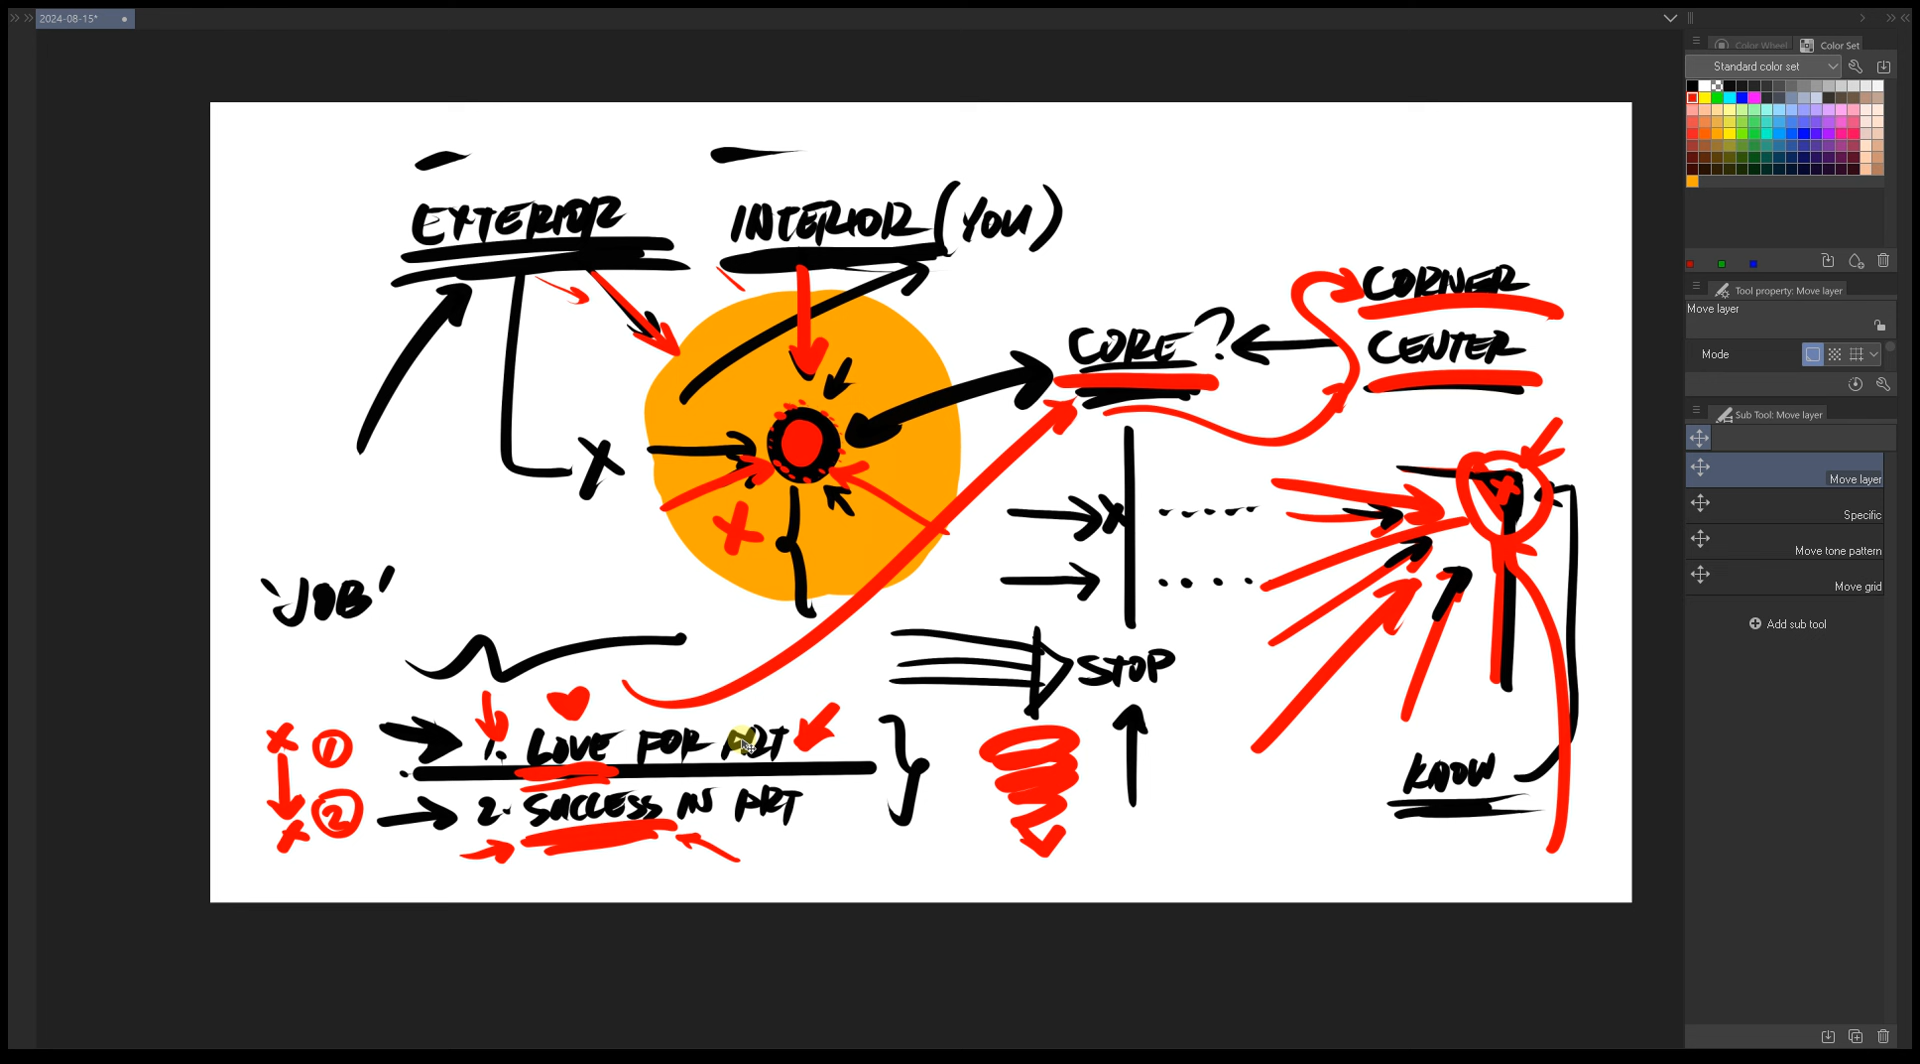 2024-08-15*
Color Wheel
Color Set
Standard color set
EXTERIOR
INTERIOR (YOU)
CORNER
CORE?
CENTER
'JOB'
STOP
1. LOVE FOR ART
2. SUCCESS IN ART
1
2
KNOW
X
X
X
X
X
X
Tool property: Move layer
Move layer
Mode
Sub Tool: Move layer
Move layer
Specific
Move tone pattern
Move grid
Add sub tool